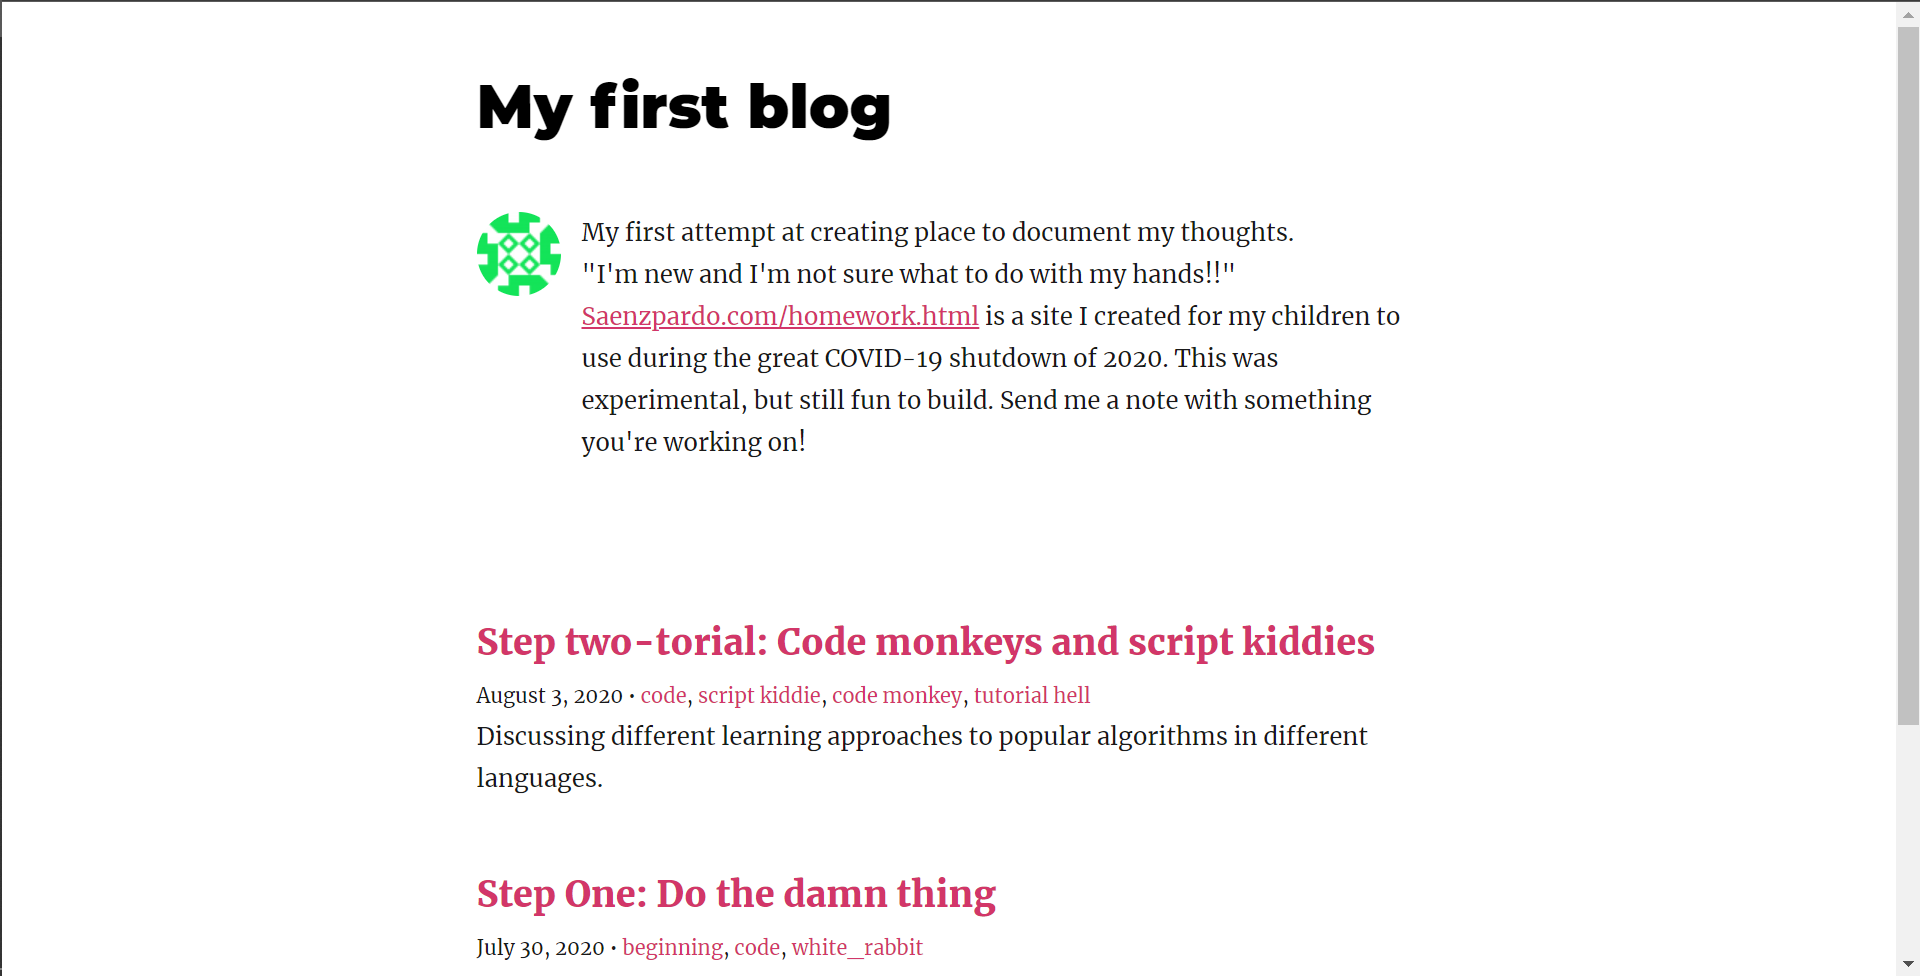 My first blog
My first attempt at creating place to document my thoughts.
"I'm new and I'm not sure what to do with my hands!!"
Saenzpardo.com/homework.html is a site I created for my children to
use during the great COVID-19 shutdown of 2020. This was
experimental, but still fun to build. Send me a note with something
you're working on!
Step two-torial: Code monkeys and script kiddies
August 3, 2020 • code, script kiddie, code monkey, tutorial hell
Discussing different learning approaches to popular algorithms in different
languages.
Step One: Do the damn thing
July 30, 2020 • beginning, code, white_rabbit